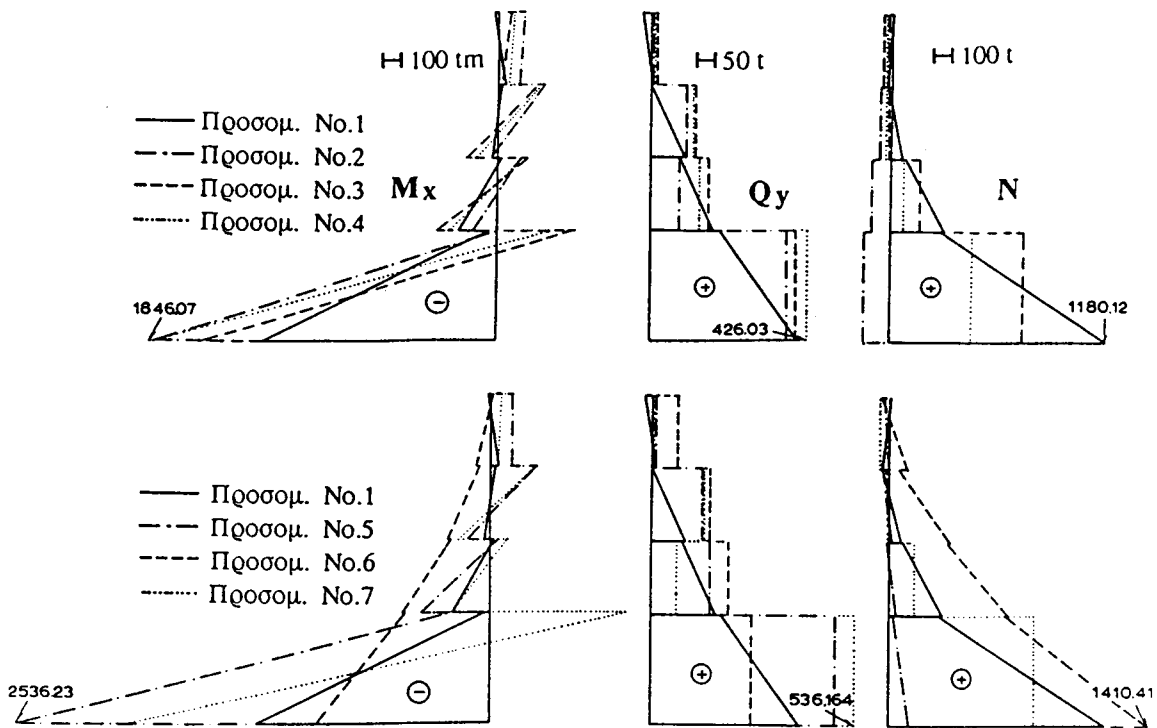 ⊢⊣ 100 tm
⊢⊣ 50 t
⊢⊣ 100 t
Προσομ. No.1
Προσομ. No.2
Προσομ. No.3
Προσομ. No.4
Mx
Qy
N
1846.07
−
+
426.03
+
1180.12
Προσομ. No.1
Προσομ. No.5
Προσομ. No.6
Προσομ. No.7
2536.23
−
+
536.164
+
1410.41